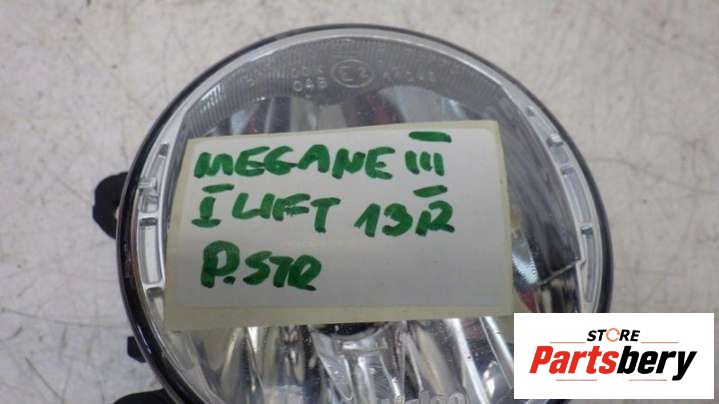 MEGANE III
I LIFT 13R
P.STR
STORE
Partsbery